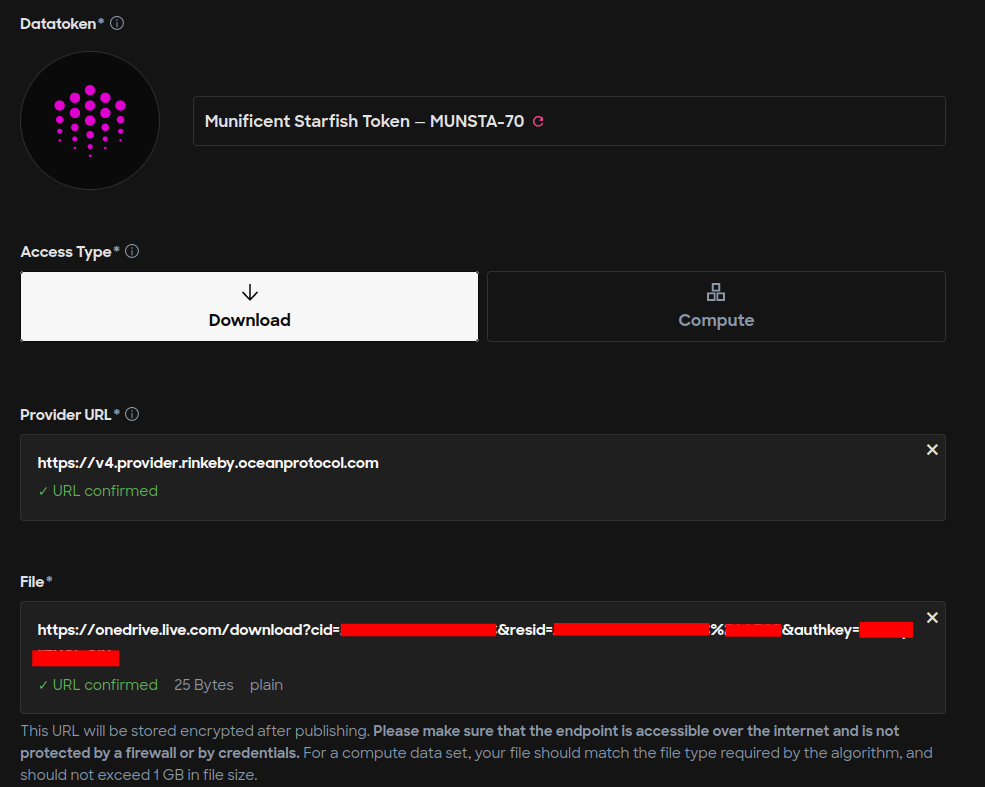 Datatoken*
Munificent Starfish Token — MUNSTA-70
Access Type*
Download
Compute
Provider URL*
https://v4.provider.rinkeby.oceanprotocol.com
✓ URL confirmed
File*
https://onedrive.live.com/download?cid= &resid= % &authkey=
✓ URL confirmed 25 Bytes plain
This URL will be stored encrypted after publishing. Please make sure that the endpoint is accessible over the internet and is not
protected by a firewall or by credentials. For a compute data set, your file should match the file type required by the algorithm, and
should not exceed 1 GB in file size.